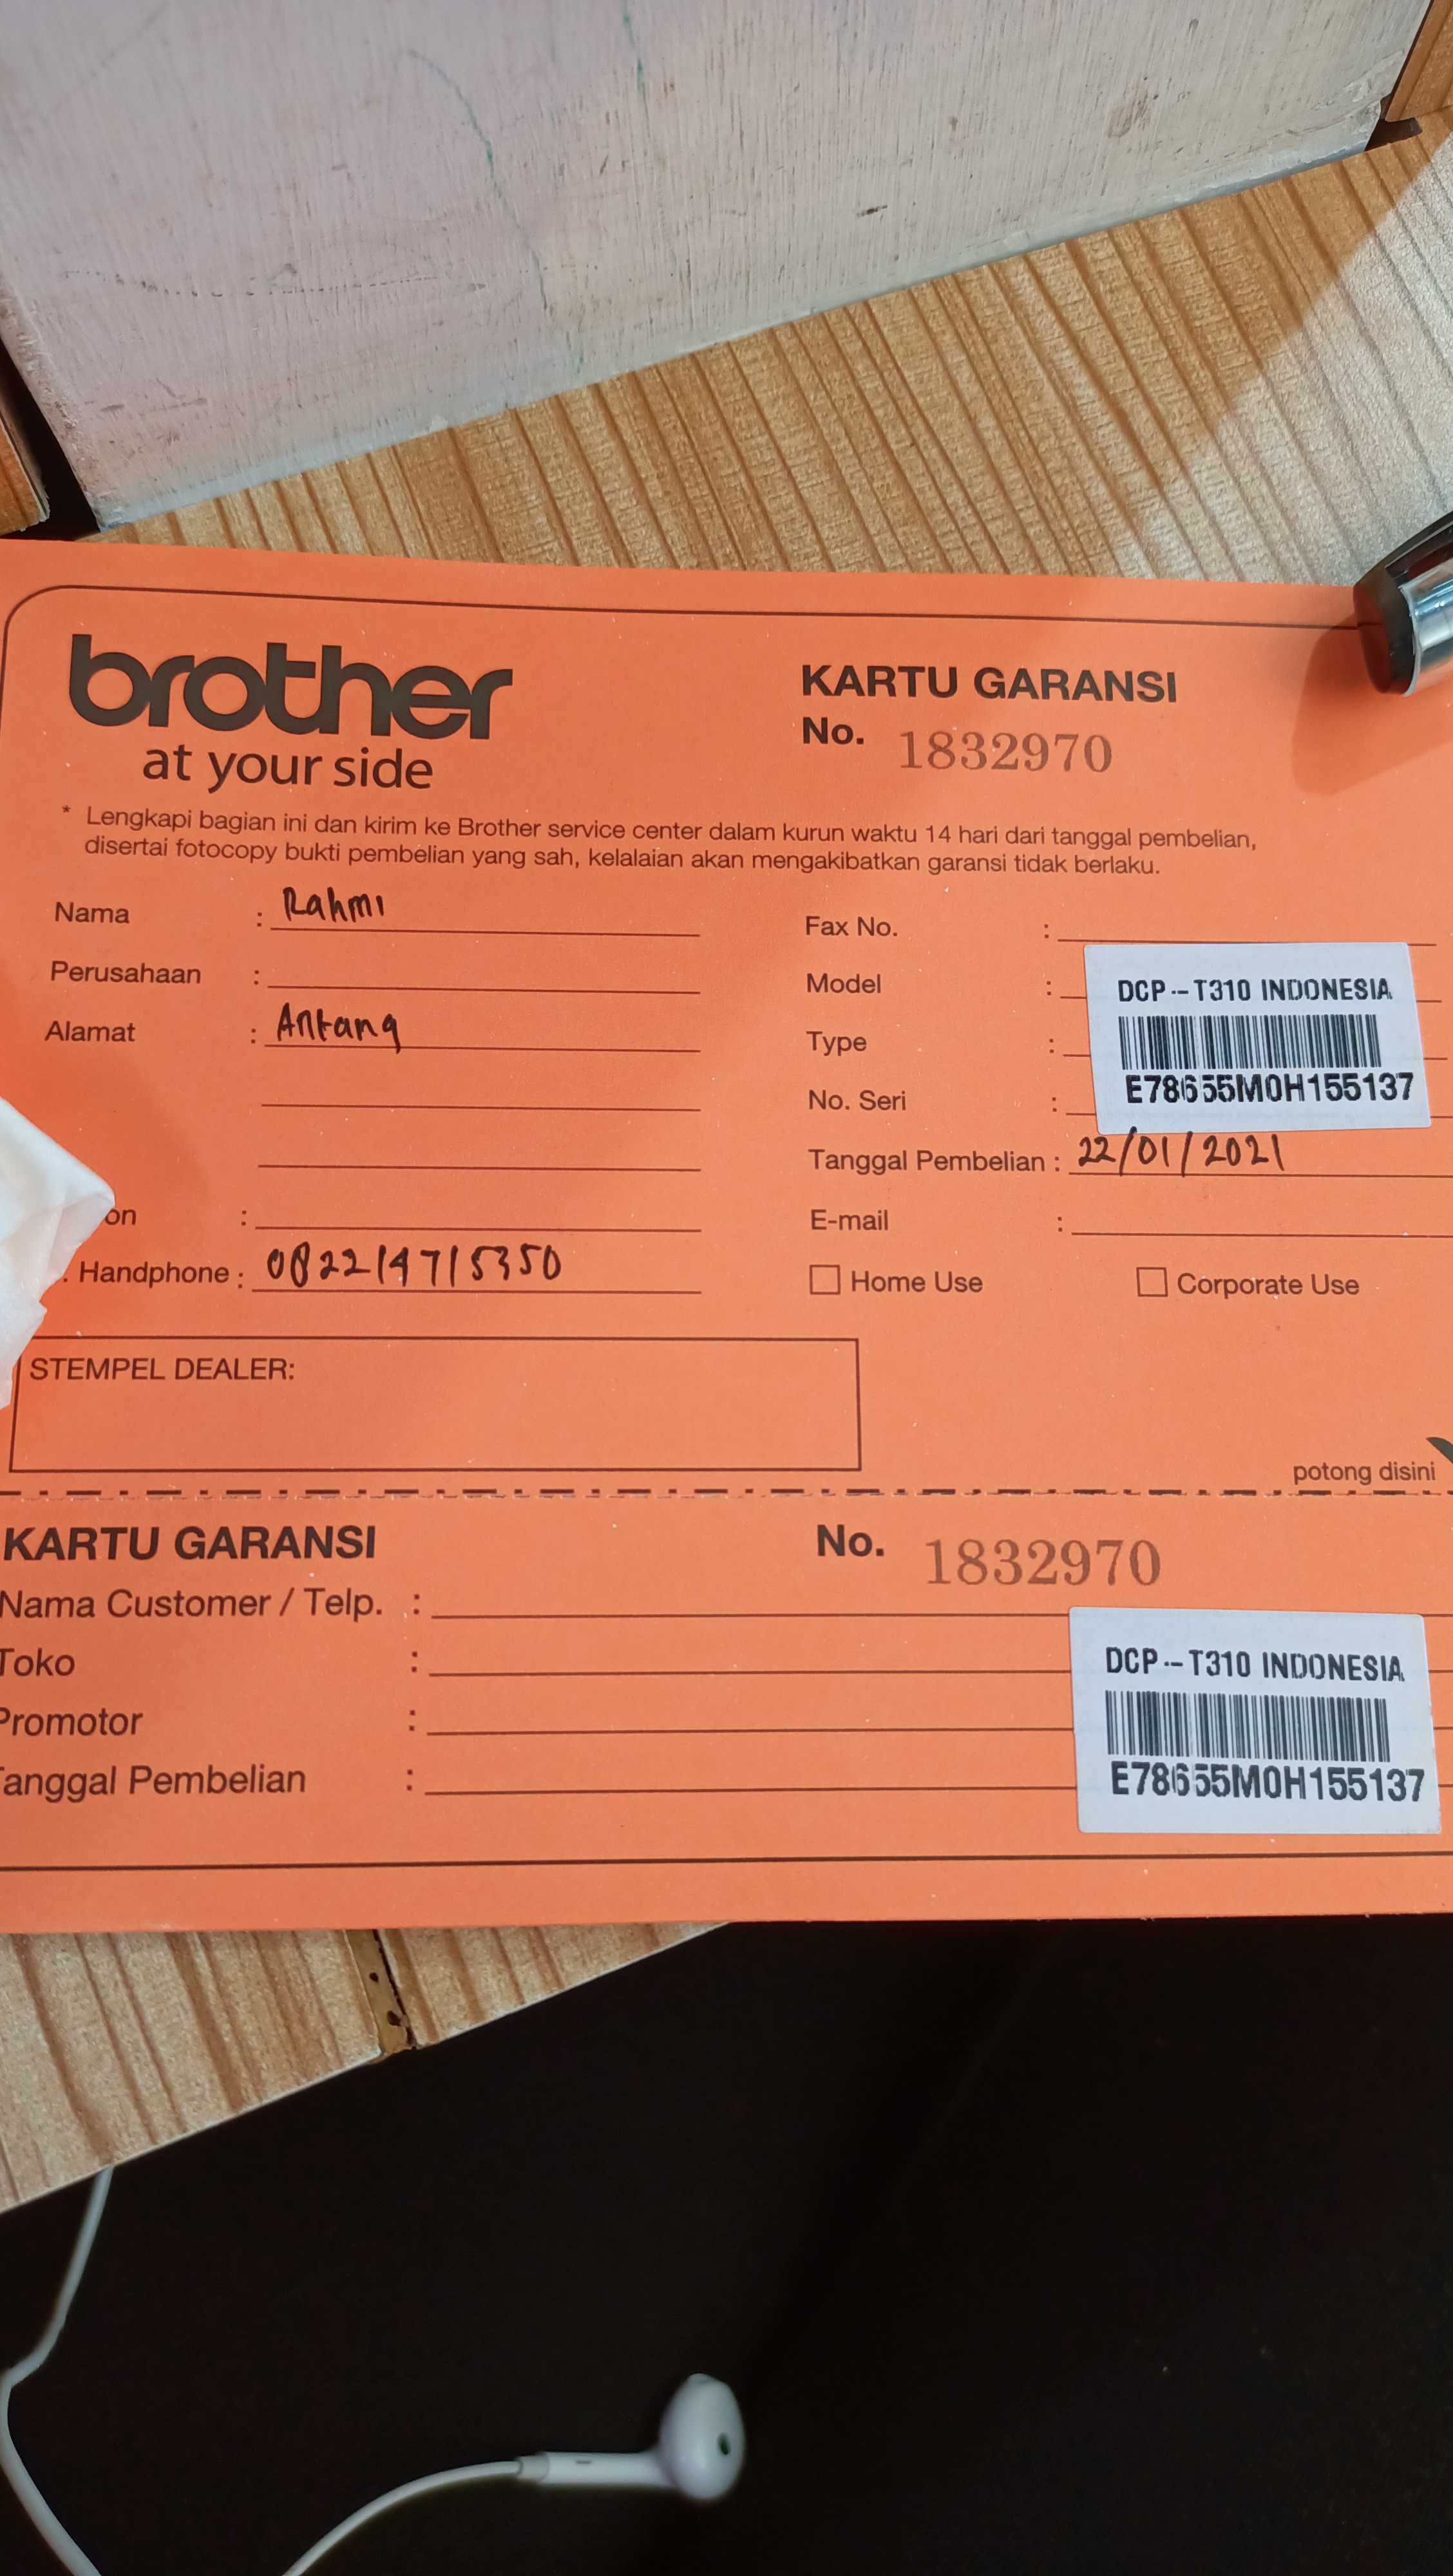 brother
at your side
KARTU GARANSI
No. 1832970
* Lengkapi bagian ini dan kirim ke Brother service center dalam kurun waktu 14 hari dari tanggal pembelian,
disertai fotocopy bukti pembelian yang sah, kelalaian akan mengakibatkan garansi tidak berlaku.
Nama : Rahmi
Perusahaan :
Alamat : Antang
on :
. Handphone : 082214715350
Fax No. :
Model :
Type :
No. Seri :
DCP-T310 INDONESIA
E78655M0H155137
Tanggal Pembelian : 22/01/2021
E-mail :
Home Use Corporate Use
STEMPEL DEALER:
potong disini
KARTU GARANSI No. 1832970
Nama Customer / Telp. :
Toko :
Promotor :
Tanggal Pembelian :
DCP-T310 INDONESIA
E78655M0H155137